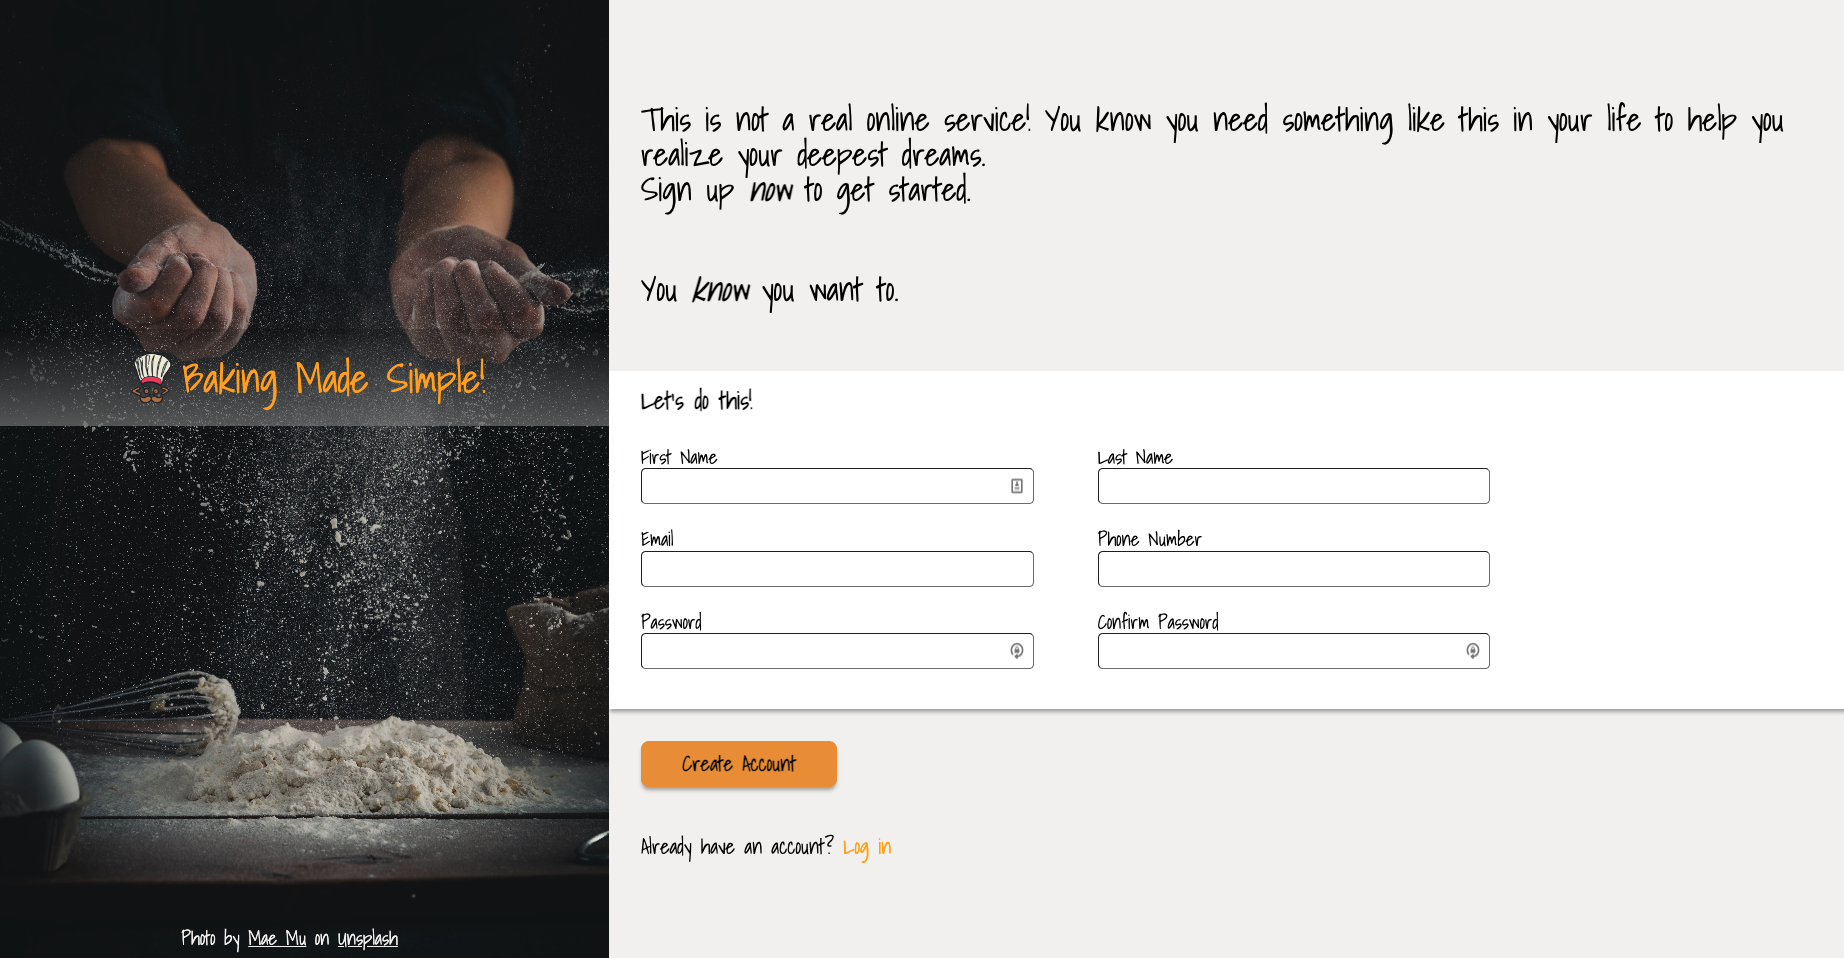 Baking Made Simple!
Photo by Mae Mu on Unsplash
This is not a real online service! You know you need something like this in your life to help you
realize your deepest dreams.
Sign up now to get started.
You know you want to.
Let's do this!
First Name
Last Name
Email
Phone Number
Password
Confirm Password
Create Account
Already have an account? Log in